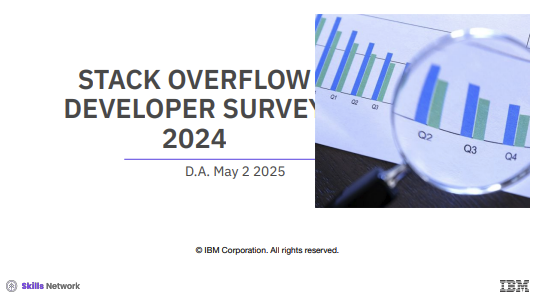 STACK OVERFLOW
DEVELOPER SURVEY
2024
D.A. May 2 2025
Q1
Q2
Q3
Q2
Q3
Q4
© IBM Corporation. All rights reserved.
Skills Network
IBM